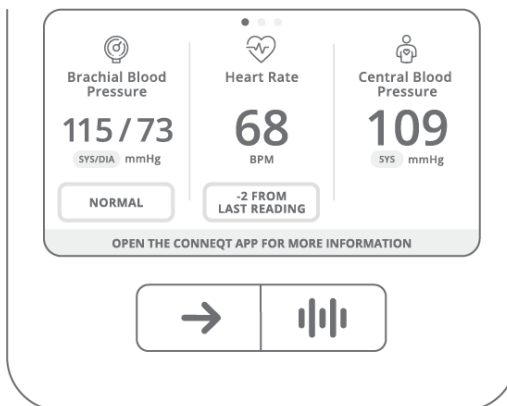 Brachial Blood
Pressure
115 / 73
SYS/DIA mmHg
NORMAL
Heart Rate
68
BPM
-2 FROM
LAST READING
Central Blood
Pressure
109
SYS mmHg
OPEN THE CONNEQT APP FOR MORE INFORMATION